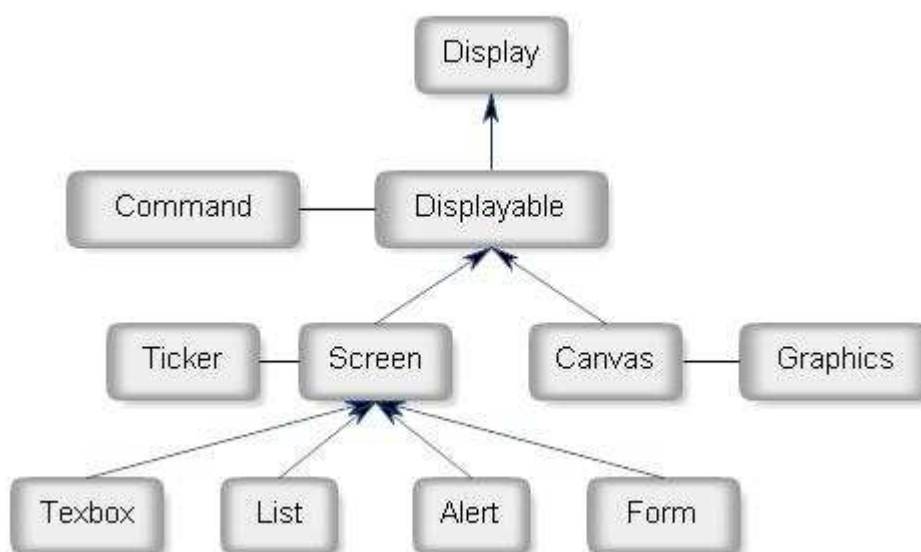 Display
Command
Displayable
Ticker
Screen
Canvas
Graphics
Texbox
List
Alert
Form